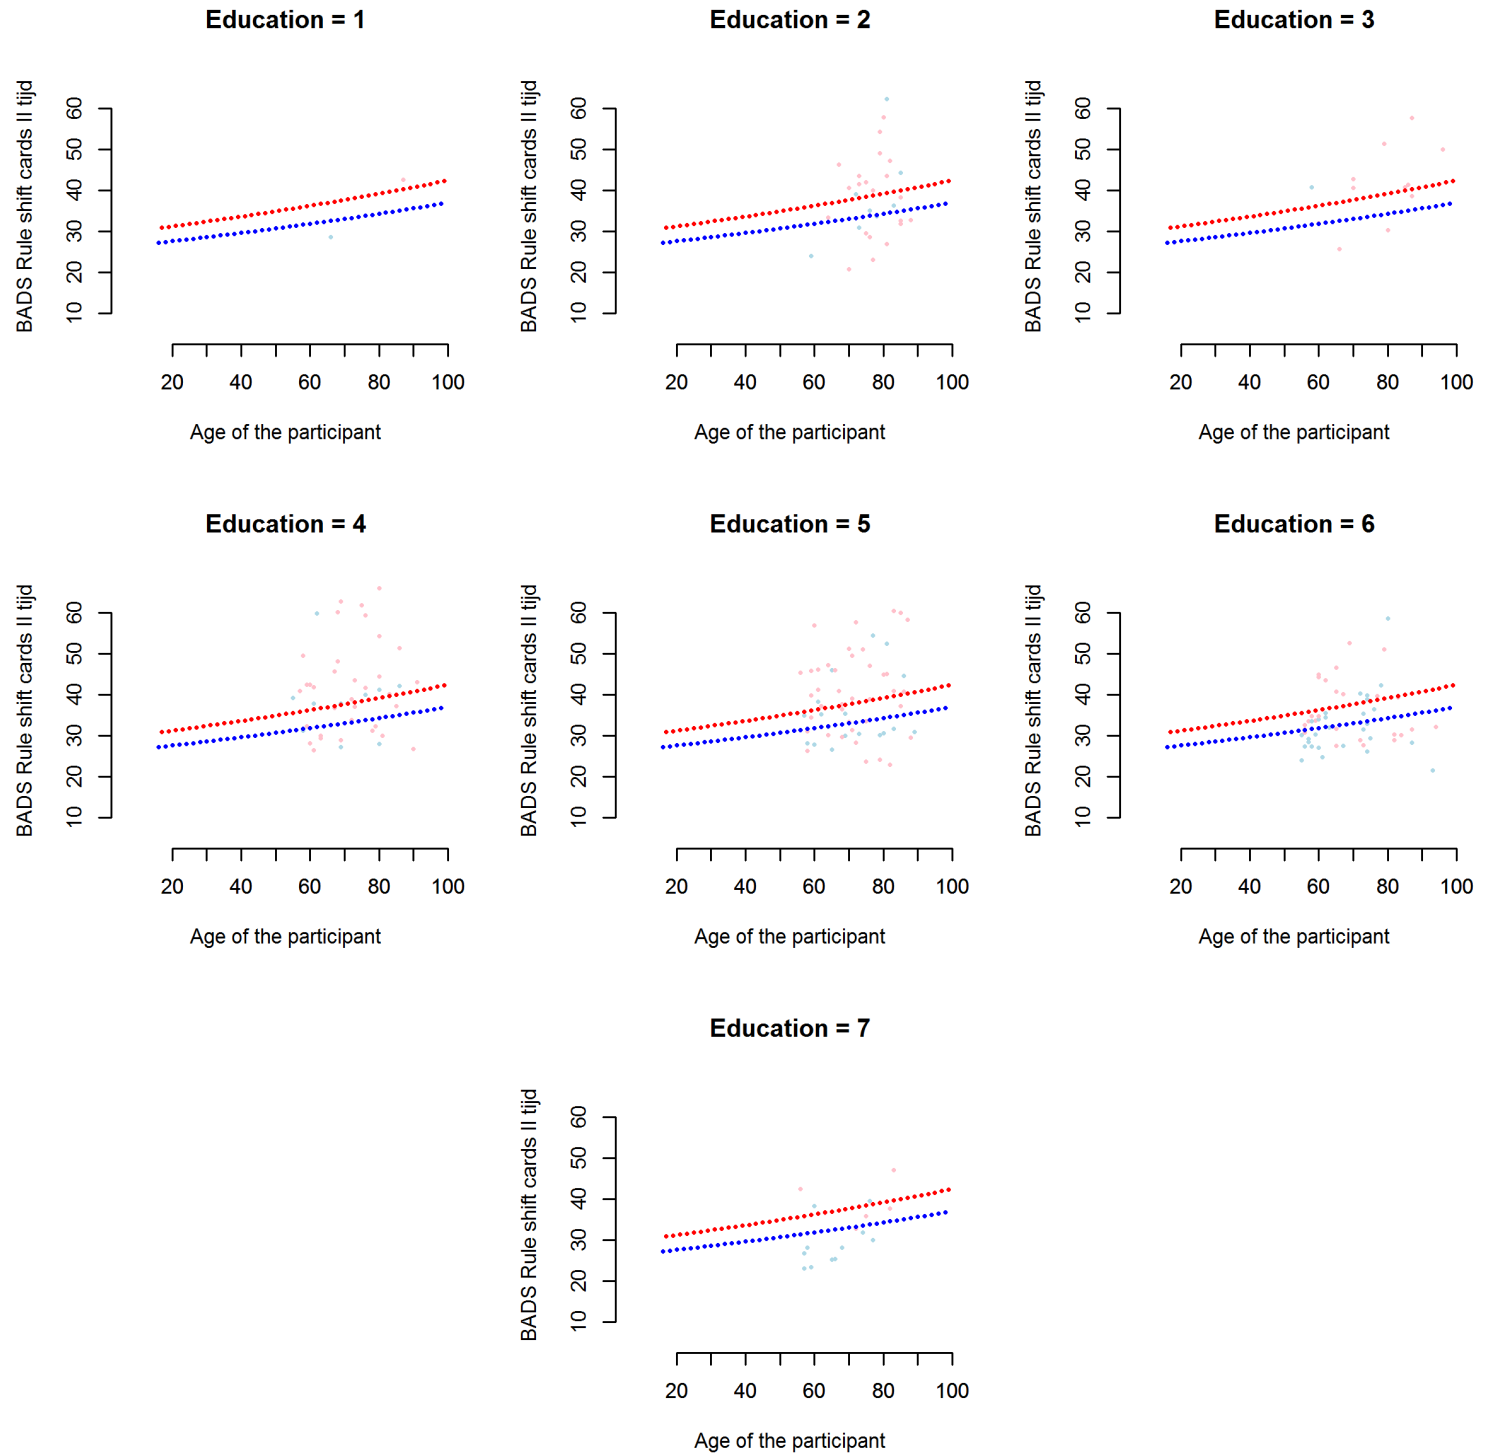 Education = 1
BADS Rule shift cards II tijd
10 20 30 40 50 60
20 40 60 80 100
Age of the participant
Education = 2
BADS Rule shift cards II tijd
10 20 30 40 50 60
20 40 60 80 100
Age of the participant
Education = 3
BADS Rule shift cards II tijd
10 20 30 40 50 60
20 40 60 80 100
Age of the participant
Education = 4
BADS Rule shift cards II tijd
10 20 30 40 50 60
20 40 60 80 100
Age of the participant
Education = 5
BADS Rule shift cards II tijd
10 20 30 40 50 60
20 40 60 80 100
Age of the participant
Education = 6
BADS Rule shift cards II tijd
10 20 30 40 50 60
20 40 60 80 100
Age of the participant
Education = 7
BADS Rule shift cards II tijd
10 20 30 40 50 60
20 40 60 80 100
Age of the participant